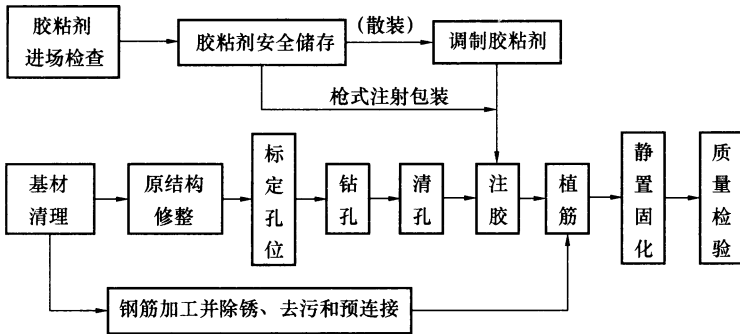 胶粘剂
进场检查
胶粘剂安全储存
(散装)
调制胶粘剂
枪式注射包装
基材
清理
原结构
修整
标定孔位
钻孔
清孔
注胶
植筋
静置固化
质量检验
钢筋加工并除锈、去污和预连接